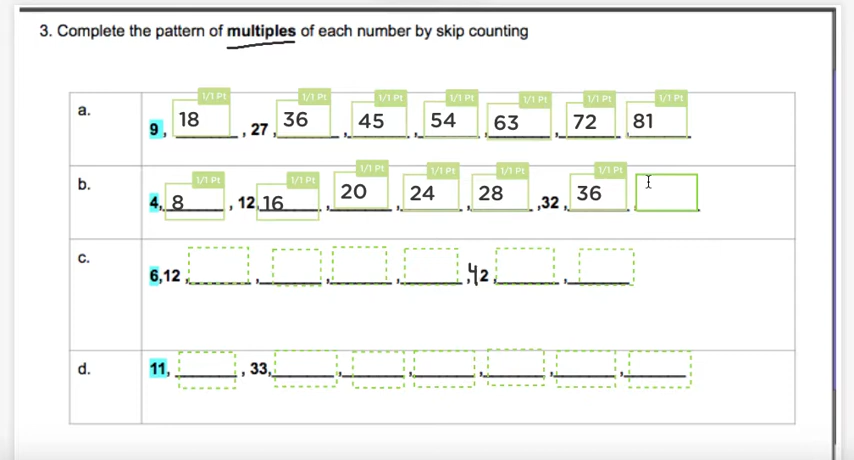 3. Complete the pattern of multiples of each number by skip counting
1/1 Pt 1/1 Pt 1/1 Pt 1/1 Pt 1/1 Pt 1/1 Pt 1/1 Pt
a. 9, 18, 27, 36, 45, 54, 63, 72, 81
1/1 Pt 1/1 Pt 1/1 Pt 1/1 Pt 1/1 Pt 1/1 Pt
b. 4, 8, 12, 16, 20, 24, 28, 32, 36,
c. 6,12, , , , , 42, ,
d. 11, , 33, , , , , ,